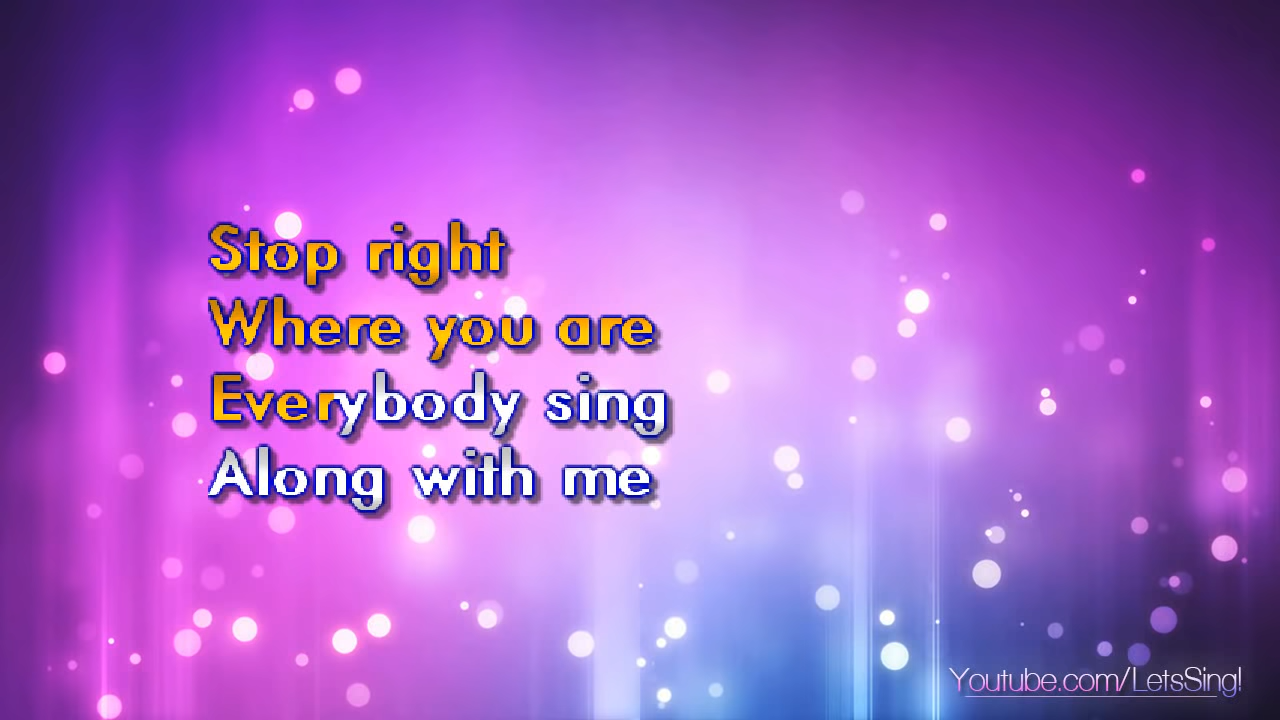 Stop right
Where you are
Everybody sing
Along with me
Youtube.com/LetsSing!